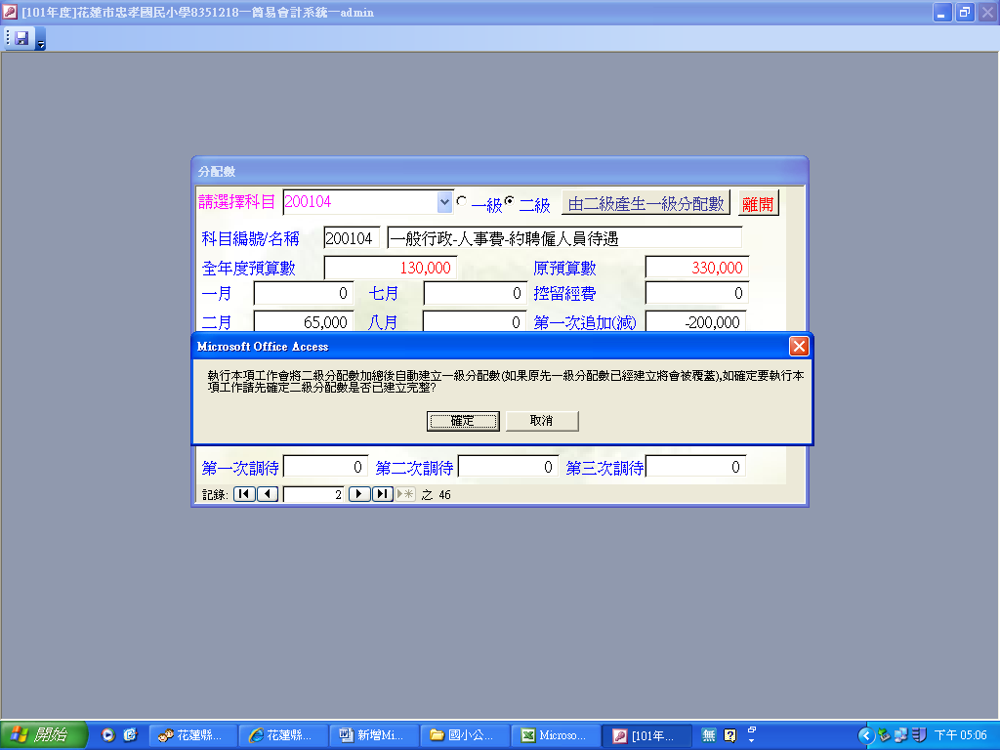 [101年度]花蓮市忠孝國民小學8351218─簡易會計系統─admin
分配數
請選擇科目 200104 一級 二級 由二級產生一級分配數 離開
科目編號/名稱 200104 一般行政-人事費-約聘僱人員待遇
全年度預算數 130,000 原預算數 330,000
一月 0 七月 0 控留經費 0
二月 65,000 八月 0 第一次追加(減) -200,000
Microsoft Office Access
執行本項工作會將二級分配數加總後自動建立一級分配數(如果原先一級分配數已經建立將會被覆蓋),如確定要執行本
項工作請先確定二級分配數是否已建立完整?
確定 取消
第一次調待 0 第二次調待 0 第三次調待 0
記錄: 2 之 46
開始 花蓮縣... 花蓮縣... 新增Mi... 國小公... Microso... [101年... 無 下午 05:06